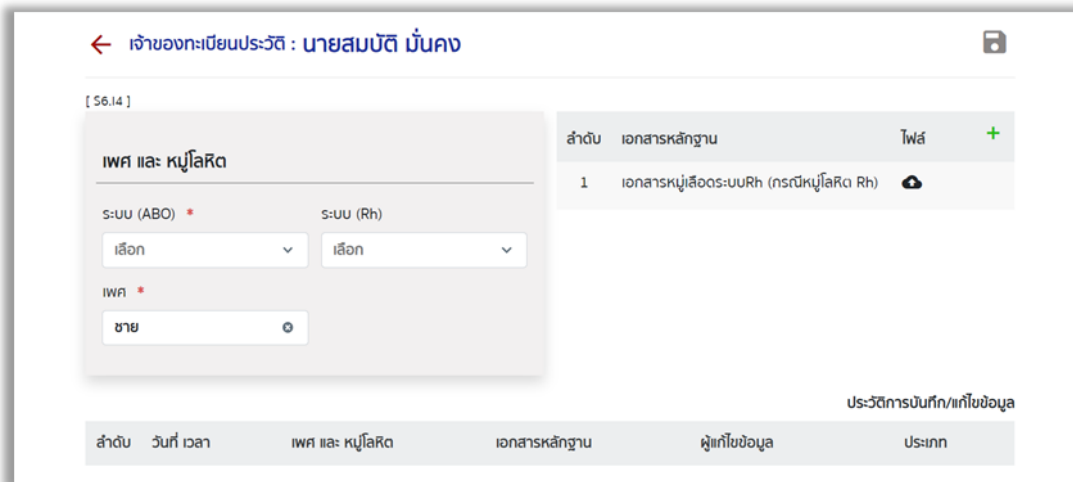 เจ้าของทะเบียนประวัติ : นายสมบัติ มั่นคง
[ S6.I4 ]
เพศ และ หมู่โลหิต
ระบบ (ABO) * ระบบ (Rh)
เลือก เลือก
เพศ *
ชาย
ลำดับ เอกสารหลักฐาน ไฟล์ +
1 เอกสารหมู่เลือดระบบRh (กรณีหมู่โลหิต Rh)
ประวัติการบันทึก/แก้ไขข้อมูล
ลำดับ วันที่ เวลา เพศ และ หมู่โลหิต เอกสารหลักฐาน ผู้แก้ไขข้อมูล ประเภท